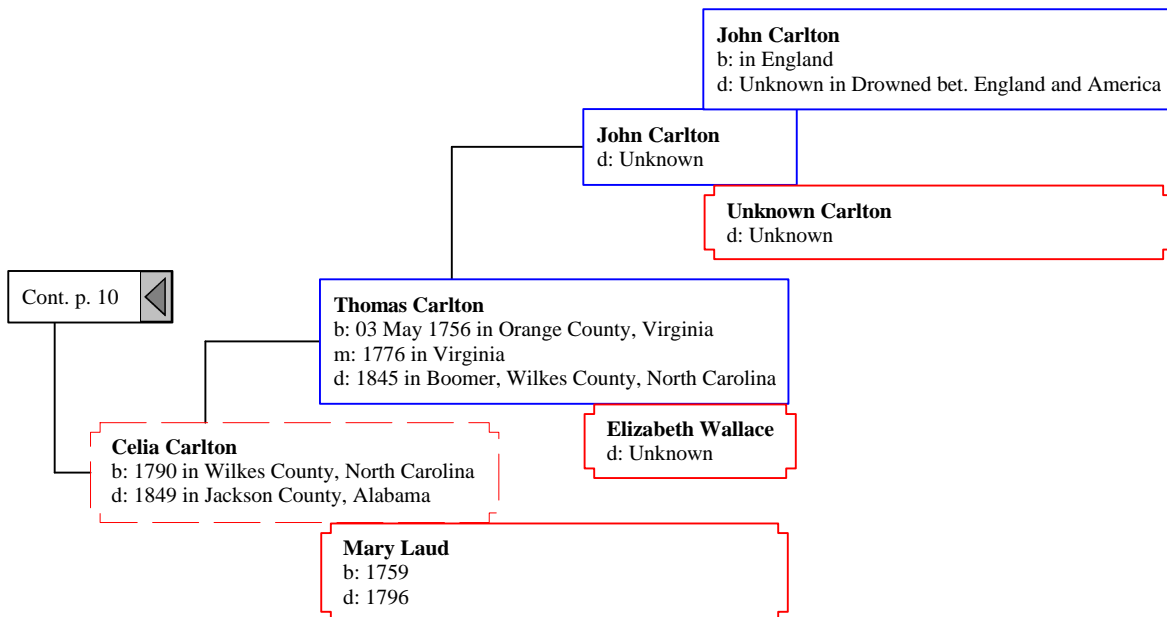 John Carlton
b: in England
d: Unknown in Drowned bet. England and America
John Carlton
d: Unknown
Unknown Carlton
d: Unknown
Cont. p. 10
Thomas Carlton
b: 03 May 1756 in Orange County, Virginia
m: 1776 in Virginia
d: 1845 in Boomer, Wilkes County, North Carolina
Elizabeth Wallace
d: Unknown
Celia Carlton
b: 1790 in Wilkes County, North Carolina
d: 1849 in Jackson County, Alabama
Mary Laud
b: 1759
d: 1796